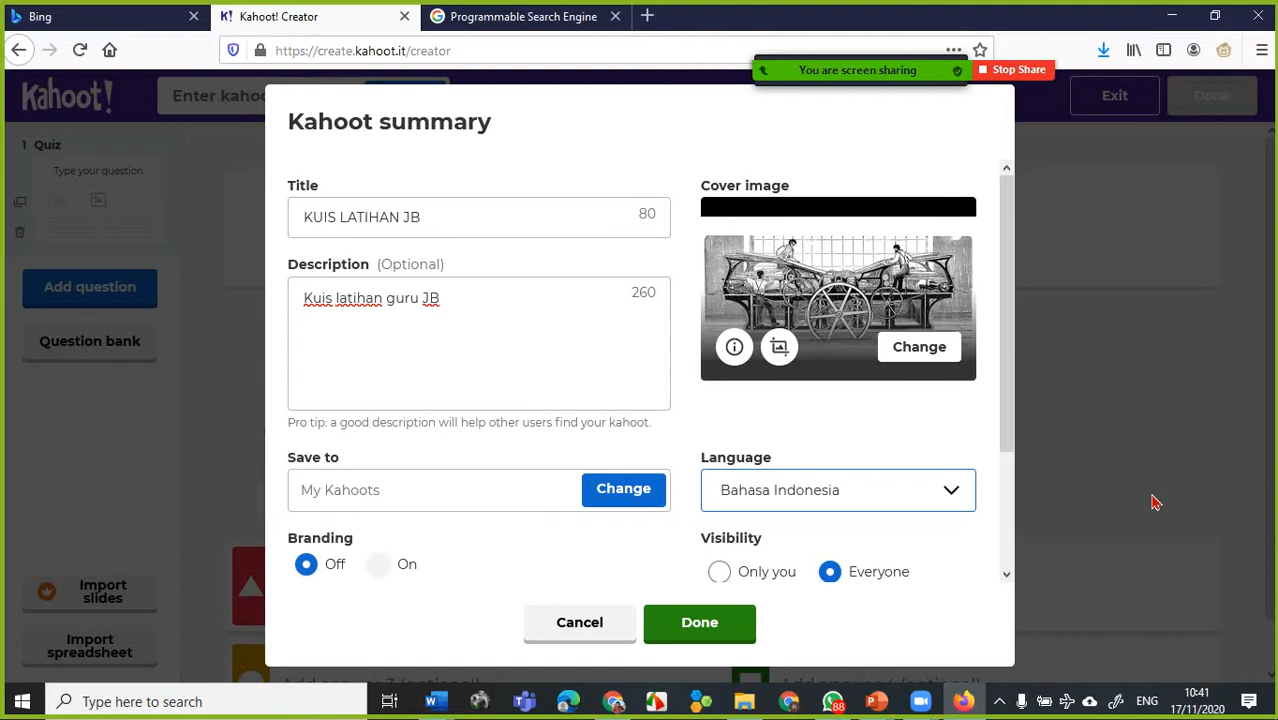 Bing
Kahoot! Creator
Programmable Search Engine
https://create.kahoot.it/creator
You are screen sharing
Stop Share
Kahoot!
Enter kahoo
Exit
Done
Kahoot summary
1 Quiz
Type your question
Title
KUIS LATIHAN JB
80
Cover image
Description (Optional)
Kuis latihan guru JB
260
Add question
Question bank
Change
Pro tip: a good description will help other users find your kahoot.
Save to
My Kahoots
Change
Language
Bahasa Indonesia
Branding
Off
On
Visibility
Only you
Everyone
Import slides
Import spreadsheet
Cancel
Done
Type here to search
88
ENG
10:41
17/11/2020